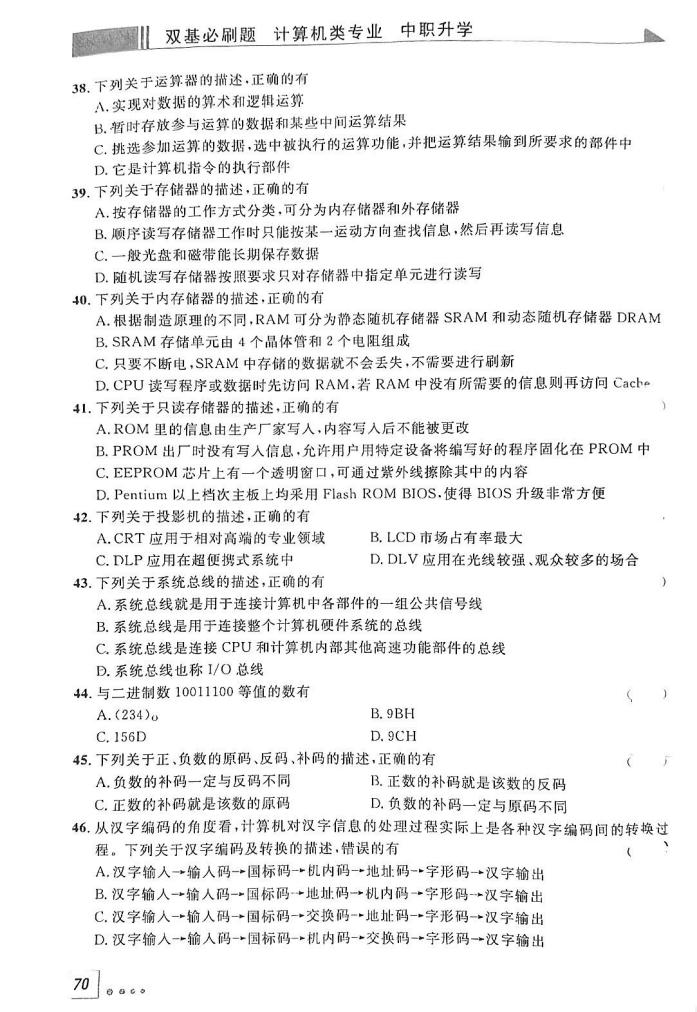 双基必刷题 计算机类专业 中职升学
38. 下列关于运算器的描述,正确的有
A. 实现对数据的算术和逻辑运算
B. 暂时存放参与运算的数据和某些中间运算结果
C. 挑选参加运算的数据,选中被执行的运算功能,并把运算结果输到所要求的部件中
D. 它是计算机指令的执行部件
39. 下列关于存储器的描述,正确的有
A. 按存储器的工作方式分类,可分为内存储器和外存储器
B. 顺序读写存储器工作时只能按某一运动方向查找信息,然后再读写信息
C. 一般光盘和磁带能长期保存数据
D. 随机读写存储器按照要求只对存储器中指定单元进行读写
40. 下列关于内存储器的描述,正确的有
A. 根据制造原理的不同,RAM 可分为静态随机存储器 SRAM 和动态随机存储器 DRAM
B. SRAM 存储单元由 4 个晶体管和 2 个电阻组成
C. 只要不断电,SRAM 中存储的数据就不会丢失,不需要进行刷新
D. CPU 读写程序或数据时先访问 RAM,若 RAM 中没有所需要的信息则再访问 Cache
41. 下列关于只读存储器的描述,正确的有 )
A. ROM 里的信息由生产厂家写入,内容写入后不能被更改
B. PROM 出厂时没有写入信息,允许用户用特定设备将编写好的程序固化在 PROM 中
C. EEPROM 芯片上有一个透明窗口,可通过紫外线擦除其中的内容
D. Pentium 以上档次主板上均采用 Flash ROM BIOS,使得 BIOS 升级非常方便
42. 下列关于投影机的描述,正确的有
A. CRT 应用于相对高端的专业领域 B. LCD 市场占有率最大
C. DLP 应用在超便携式系统中 D. DLV 应用在光线较强、观众较多的场合
43. 下列关于系统总线的描述,正确的有 )
A. 系统总线就是用于连接计算机中各部件的一组公共信号线
B. 系统总线是用于连接整个计算机硬件系统的总线
C. 系统总线是连接 CPU 和计算机内部其他高速功能部件的总线
D. 系统总线也称 I/O 总线
44. 与二进制数 10011100 等值的数有 ( )
A. (234)₀ B. 9BH
C. 156D D. 9CH
45. 下列关于正、负数的原码、反码、补码的描述,正确的有 ( )
A. 负数的补码一定与反码不同 B. 正数的补码就是该数的反码
C. 正数的补码就是该数的原码 D. 负数的补码一定与原码不同
46. 从汉字编码的角度看,计算机对汉字信息的处理过程实际上是各种汉字编码间的转换过
程。下列关于汉字编码及转换的描述,错误的有 ( )
A. 汉字输入→输入码→国标码→机内码→地址码→字形码→汉字输出
B. 汉字输入→输入码→国标码→地址码→机内码→字形码→汉字输出
C. 汉字输入→输入码→国标码→交换码→地址码→字形码→汉字输出
D. 汉字输入→输入码→国标码→机内码→交换码→字形码→汉字输出
70